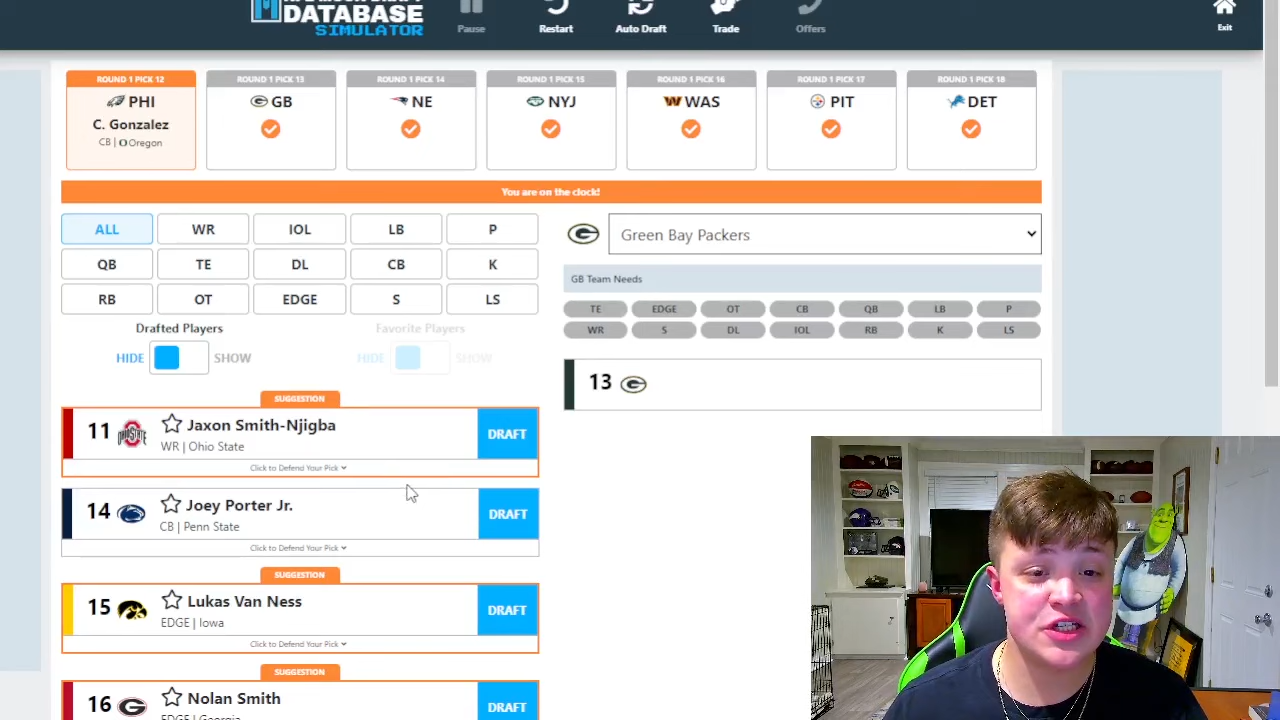 DATABASE
SIMULATOR
Pause
Restart
Auto Draft
Trade
Offers
Exit
ROUND 1 PICK 12
PHI
C. Gonzalez
CB | Oregon
ROUND 1 PICK 13
GB
ROUND 1 PICK 14
NE
ROUND 1 PICK 15
NYJ
ROUND 1 PICK 16
WAS
ROUND 1 PICK 17
PIT
ROUND 1 PICK 18
DET
You are on the clock!
ALL WR IOL LB P
QB TE DL CB K
RB OT EDGE S LS
Drafted Players
HIDE SHOW
Favorite Players
HIDE SHOW
Green Bay Packers
GB Team Needs
TE EDGE OT CB QB LB P
WR S DL IOL RB K LS
13
SUGGESTION
11 Jaxon Smith-Njigba
WR | Ohio State
DRAFT
Click to Defend Your Pick
14 Joey Porter Jr.
CB | Penn State
DRAFT
Click to Defend Your Pick
SUGGESTION
15 Lukas Van Ness
EDGE | Iowa
DRAFT
Click to Defend Your Pick
SUGGESTION
16 Nolan Smith
EDGE | Georgia
DRAFT